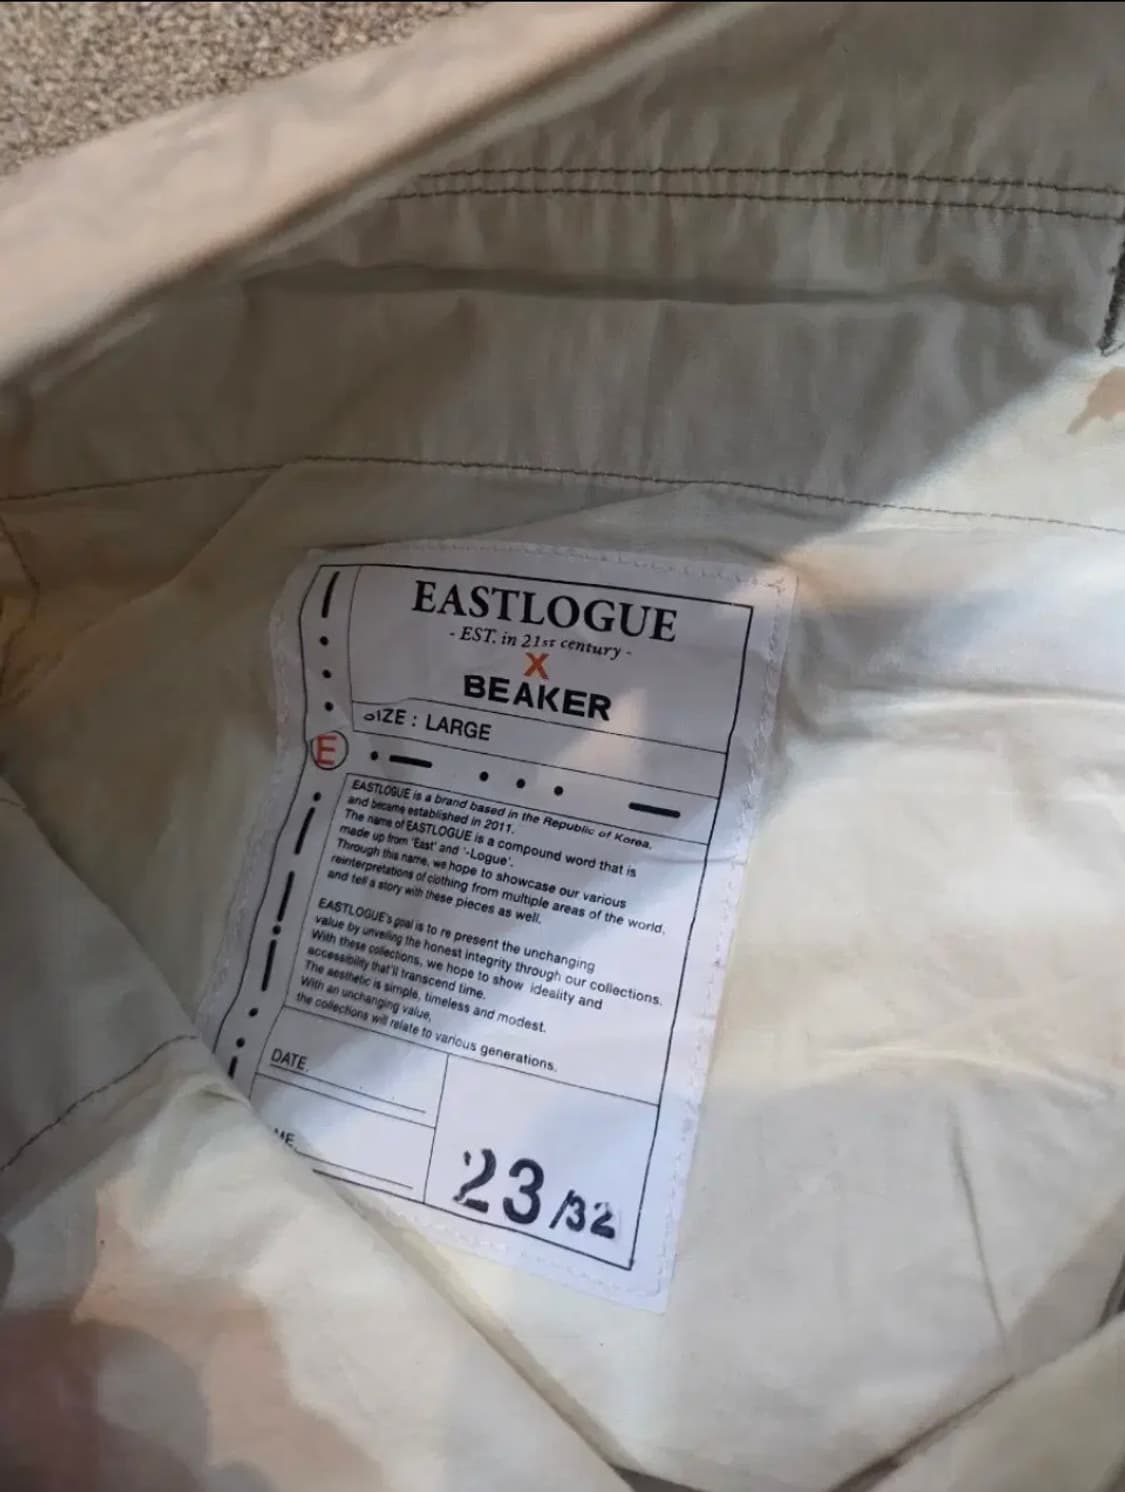 EASTLOGUE
- EST. in 21st century -
X
BEAKER
SIZE : LARGE
E
EASTLOGUE is a brand based in the Republic of Korea.
and became established in 2011.
The name of EASTLOGUE is a compound word that is
made up from 'East' and '-Logue'.
Through this name, we hope to showcase our various
reinterpretations of clothing from multiple areas of the world,
and tell a story with these pieces as well.
EASTLOGUE's goal is to re present the unchanging
value by unveiling the honest integrity through our collections.
With these collections, we hope to show ideality and
accessibility that'll transcend time.
The aesthetic is simple, timeless and modest.
With an unchanging value,
the collections will relate to various generations.
DATE.
ME.
23/32